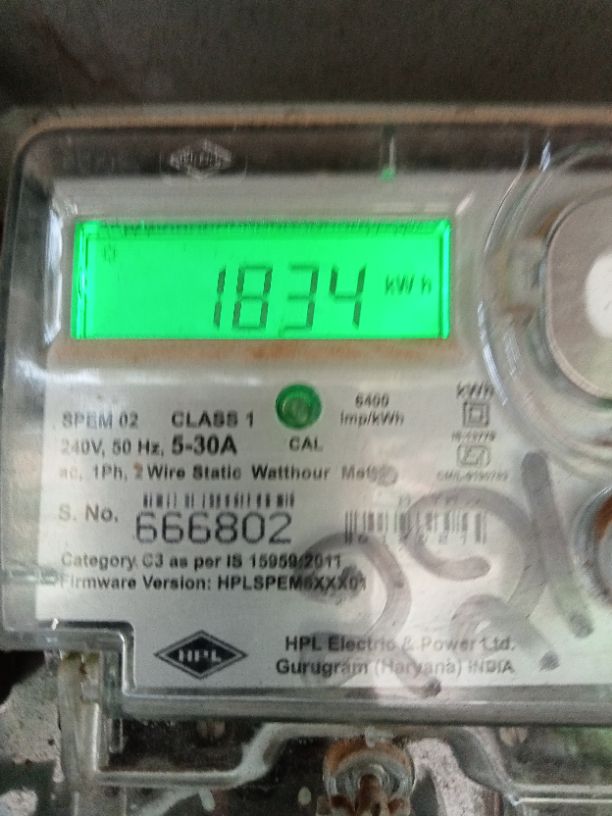 1834 kWh
SPEM 02 CLASS 1
6400 imp/kWh
kWh
240V, 50 Hz, 5-30A
CAL
ac, 1Ph, 2 Wire Static Watthour Meter
S. No. 666802
Category C3 as per IS 15959:2011
Firmware Version:
HPL
HPL Electric & Power Ltd.
Gurugram (Haryana) INDIA